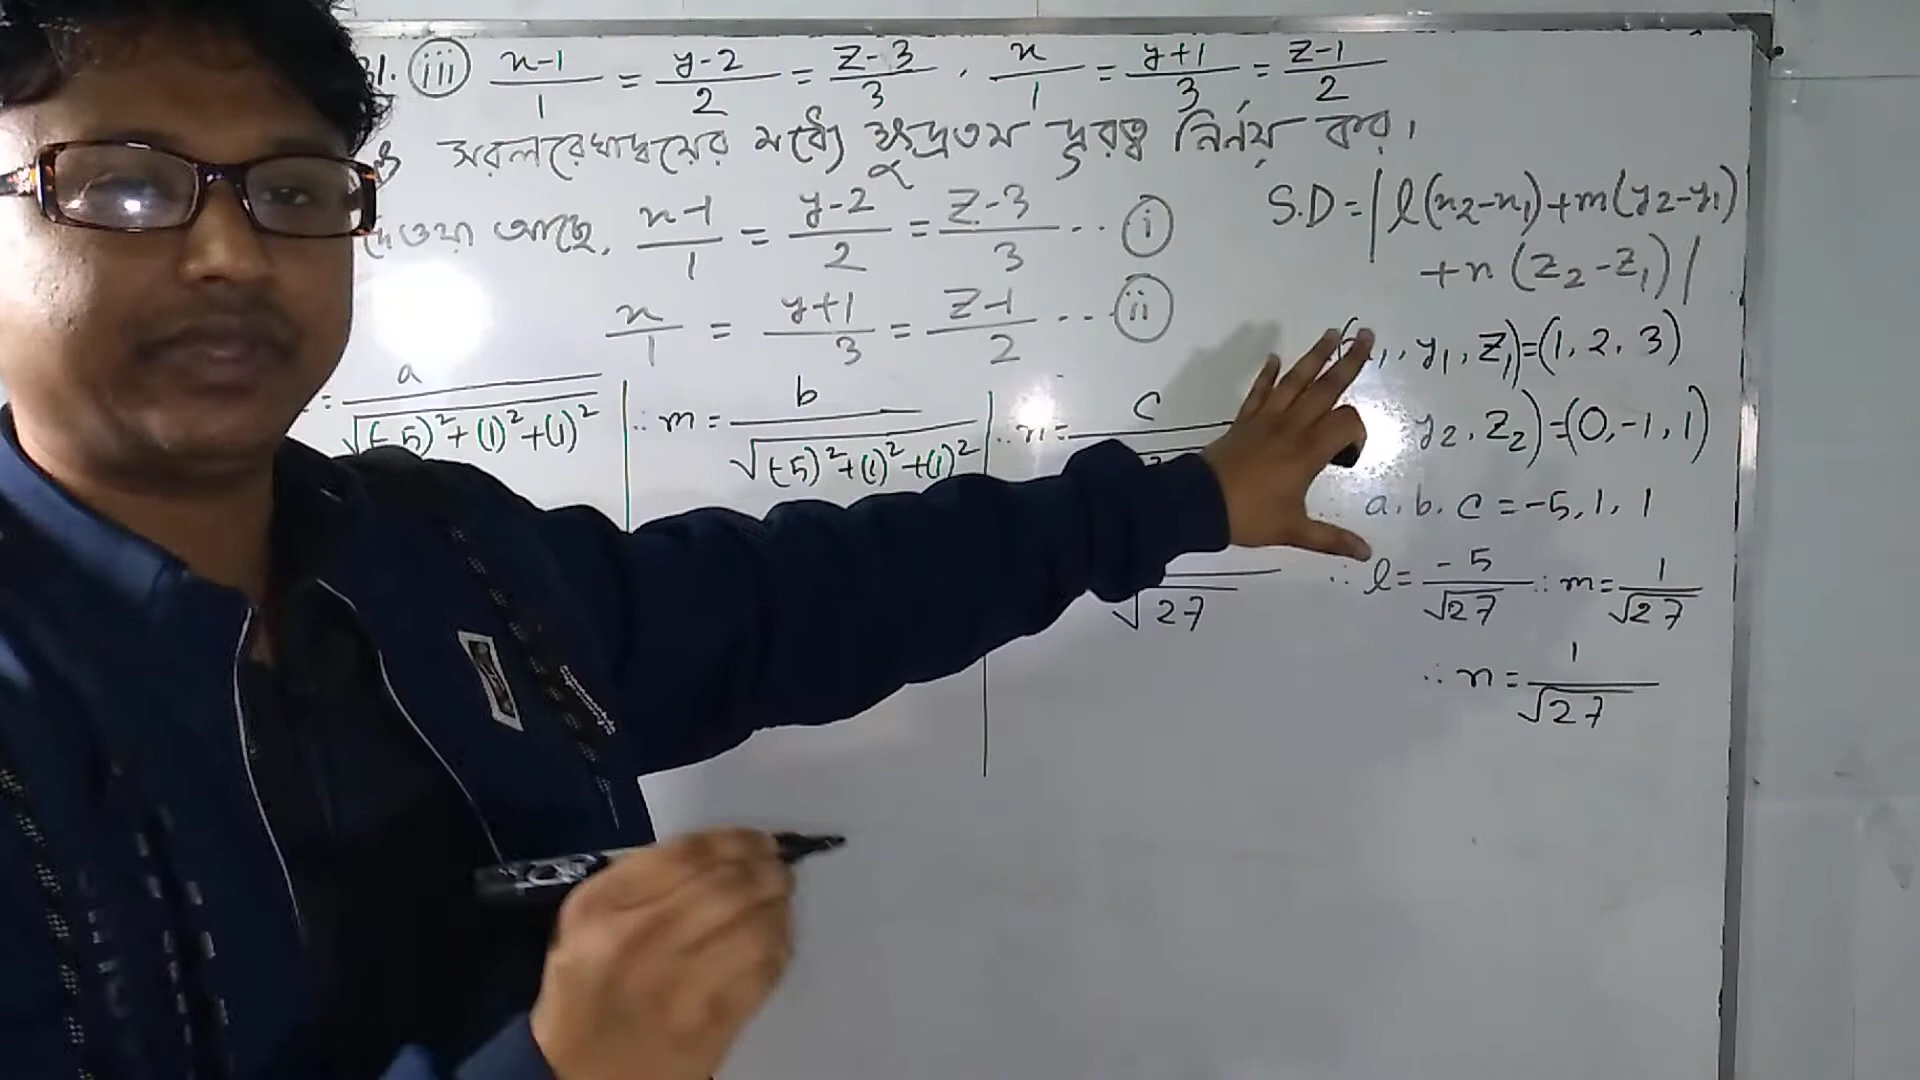 31. (iii) x-1/1 = y-2/2 = z-3/3 , x/1 = y+1/3 = z-1/2
সরলরেখাদ্বয়ের মধ্যে ক্ষুদ্রতম দূরত্ব নির্ণয় কর।
দেওয়া আছে, x-1/1 = y-2/2 = z-3/3 ... (i)
x/1 = y+1/3 = z-1/2 ... (ii)
= a/√(-5)²+(1)²+(1)²
∴ m = b/√(-5)²+(1)²+(1)²
∴ n = c
√27
S.D = |l(x2-x1)+m(y2-y1)
+n(z2-z1)|
, y1, z1)=(1, 2, 3)
y2, z2)=(0, -1, 1)
a, b, c = -5, 1, 1
∴ l = -5/√27 ∴ m = 1/√27
∴ n = 1/√27